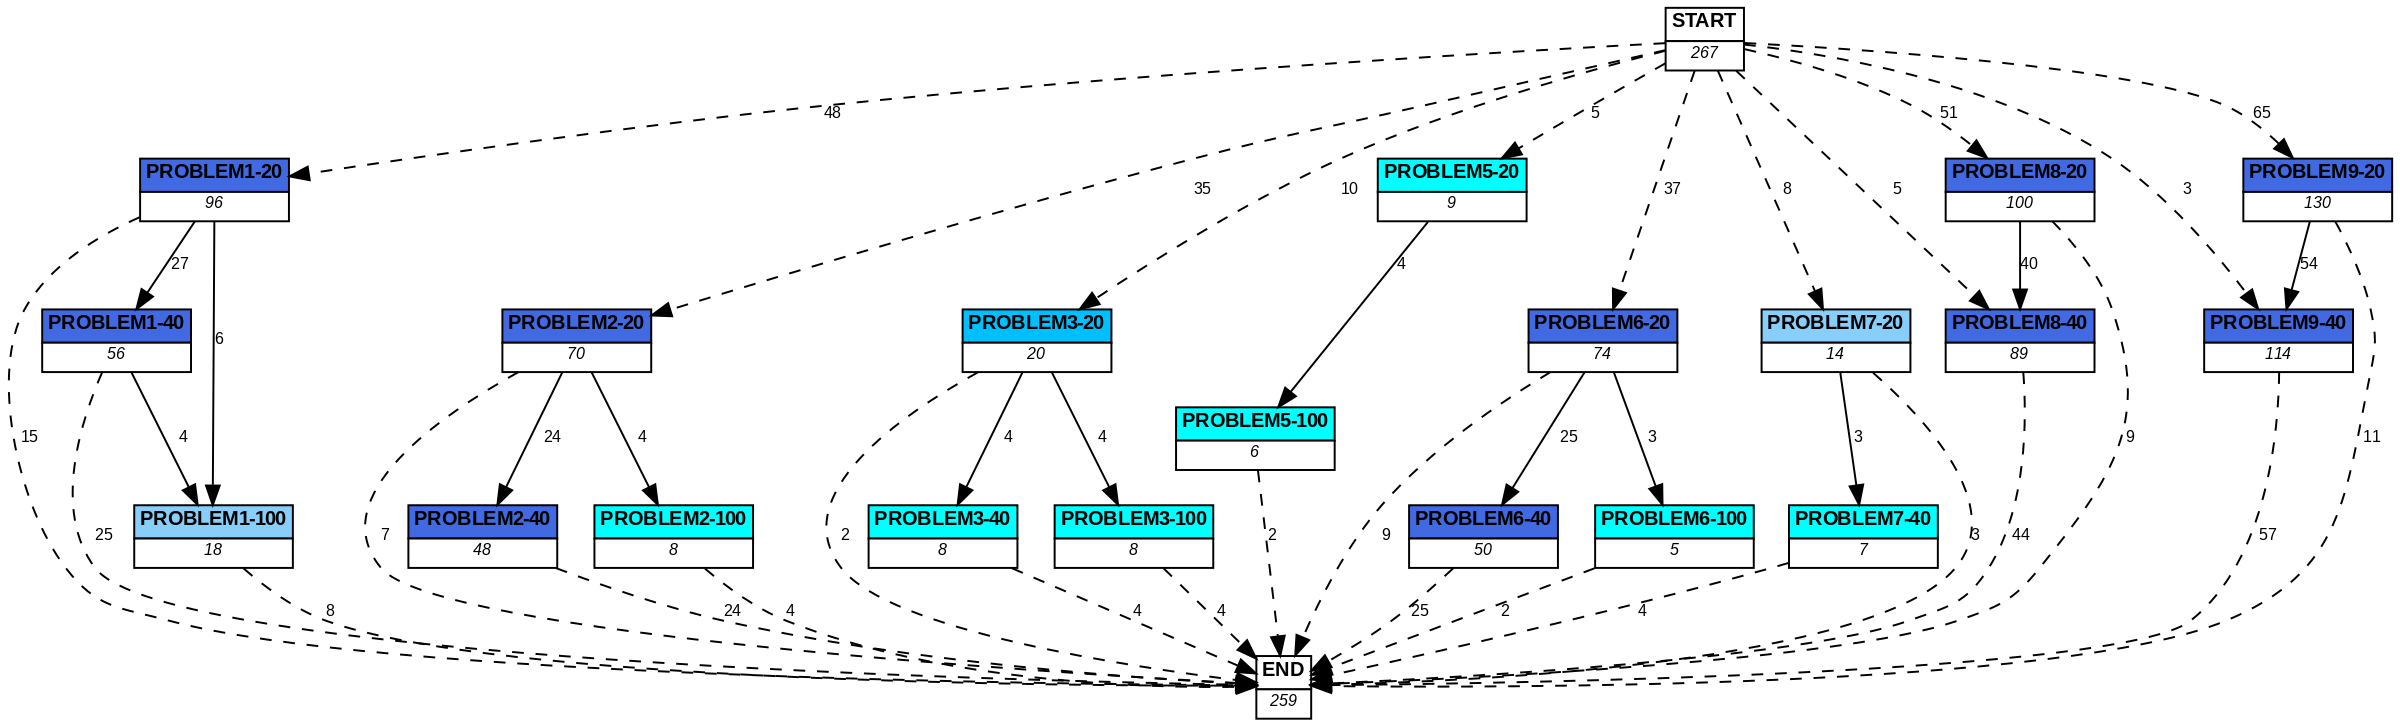 START
267
48
35
10
5
37
8
5
51
3
65
PROBLEM1-20
96
PROBLEM5-20
9
PROBLEM8-20
100
PROBLEM9-20
130
27
6
4
40
54
PROBLEM1-40
56
PROBLEM2-20
70
PROBLEM3-20
20
PROBLEM6-20
74
PROBLEM7-20
14
PROBLEM8-40
89
PROBLEM9-40
114
PROBLEM5-100
6
15
4
24
4
4
4
25
3
3
9
11
PROBLEM1-100
18
PROBLEM2-40
48
PROBLEM2-100
8
PROBLEM3-40
8
PROBLEM3-100
8
PROBLEM6-40
50
PROBLEM6-100
5
PROBLEM7-40
7
25
7
2
2
9
3
44
57
8
24
4
4
4
25
2
4
END
259